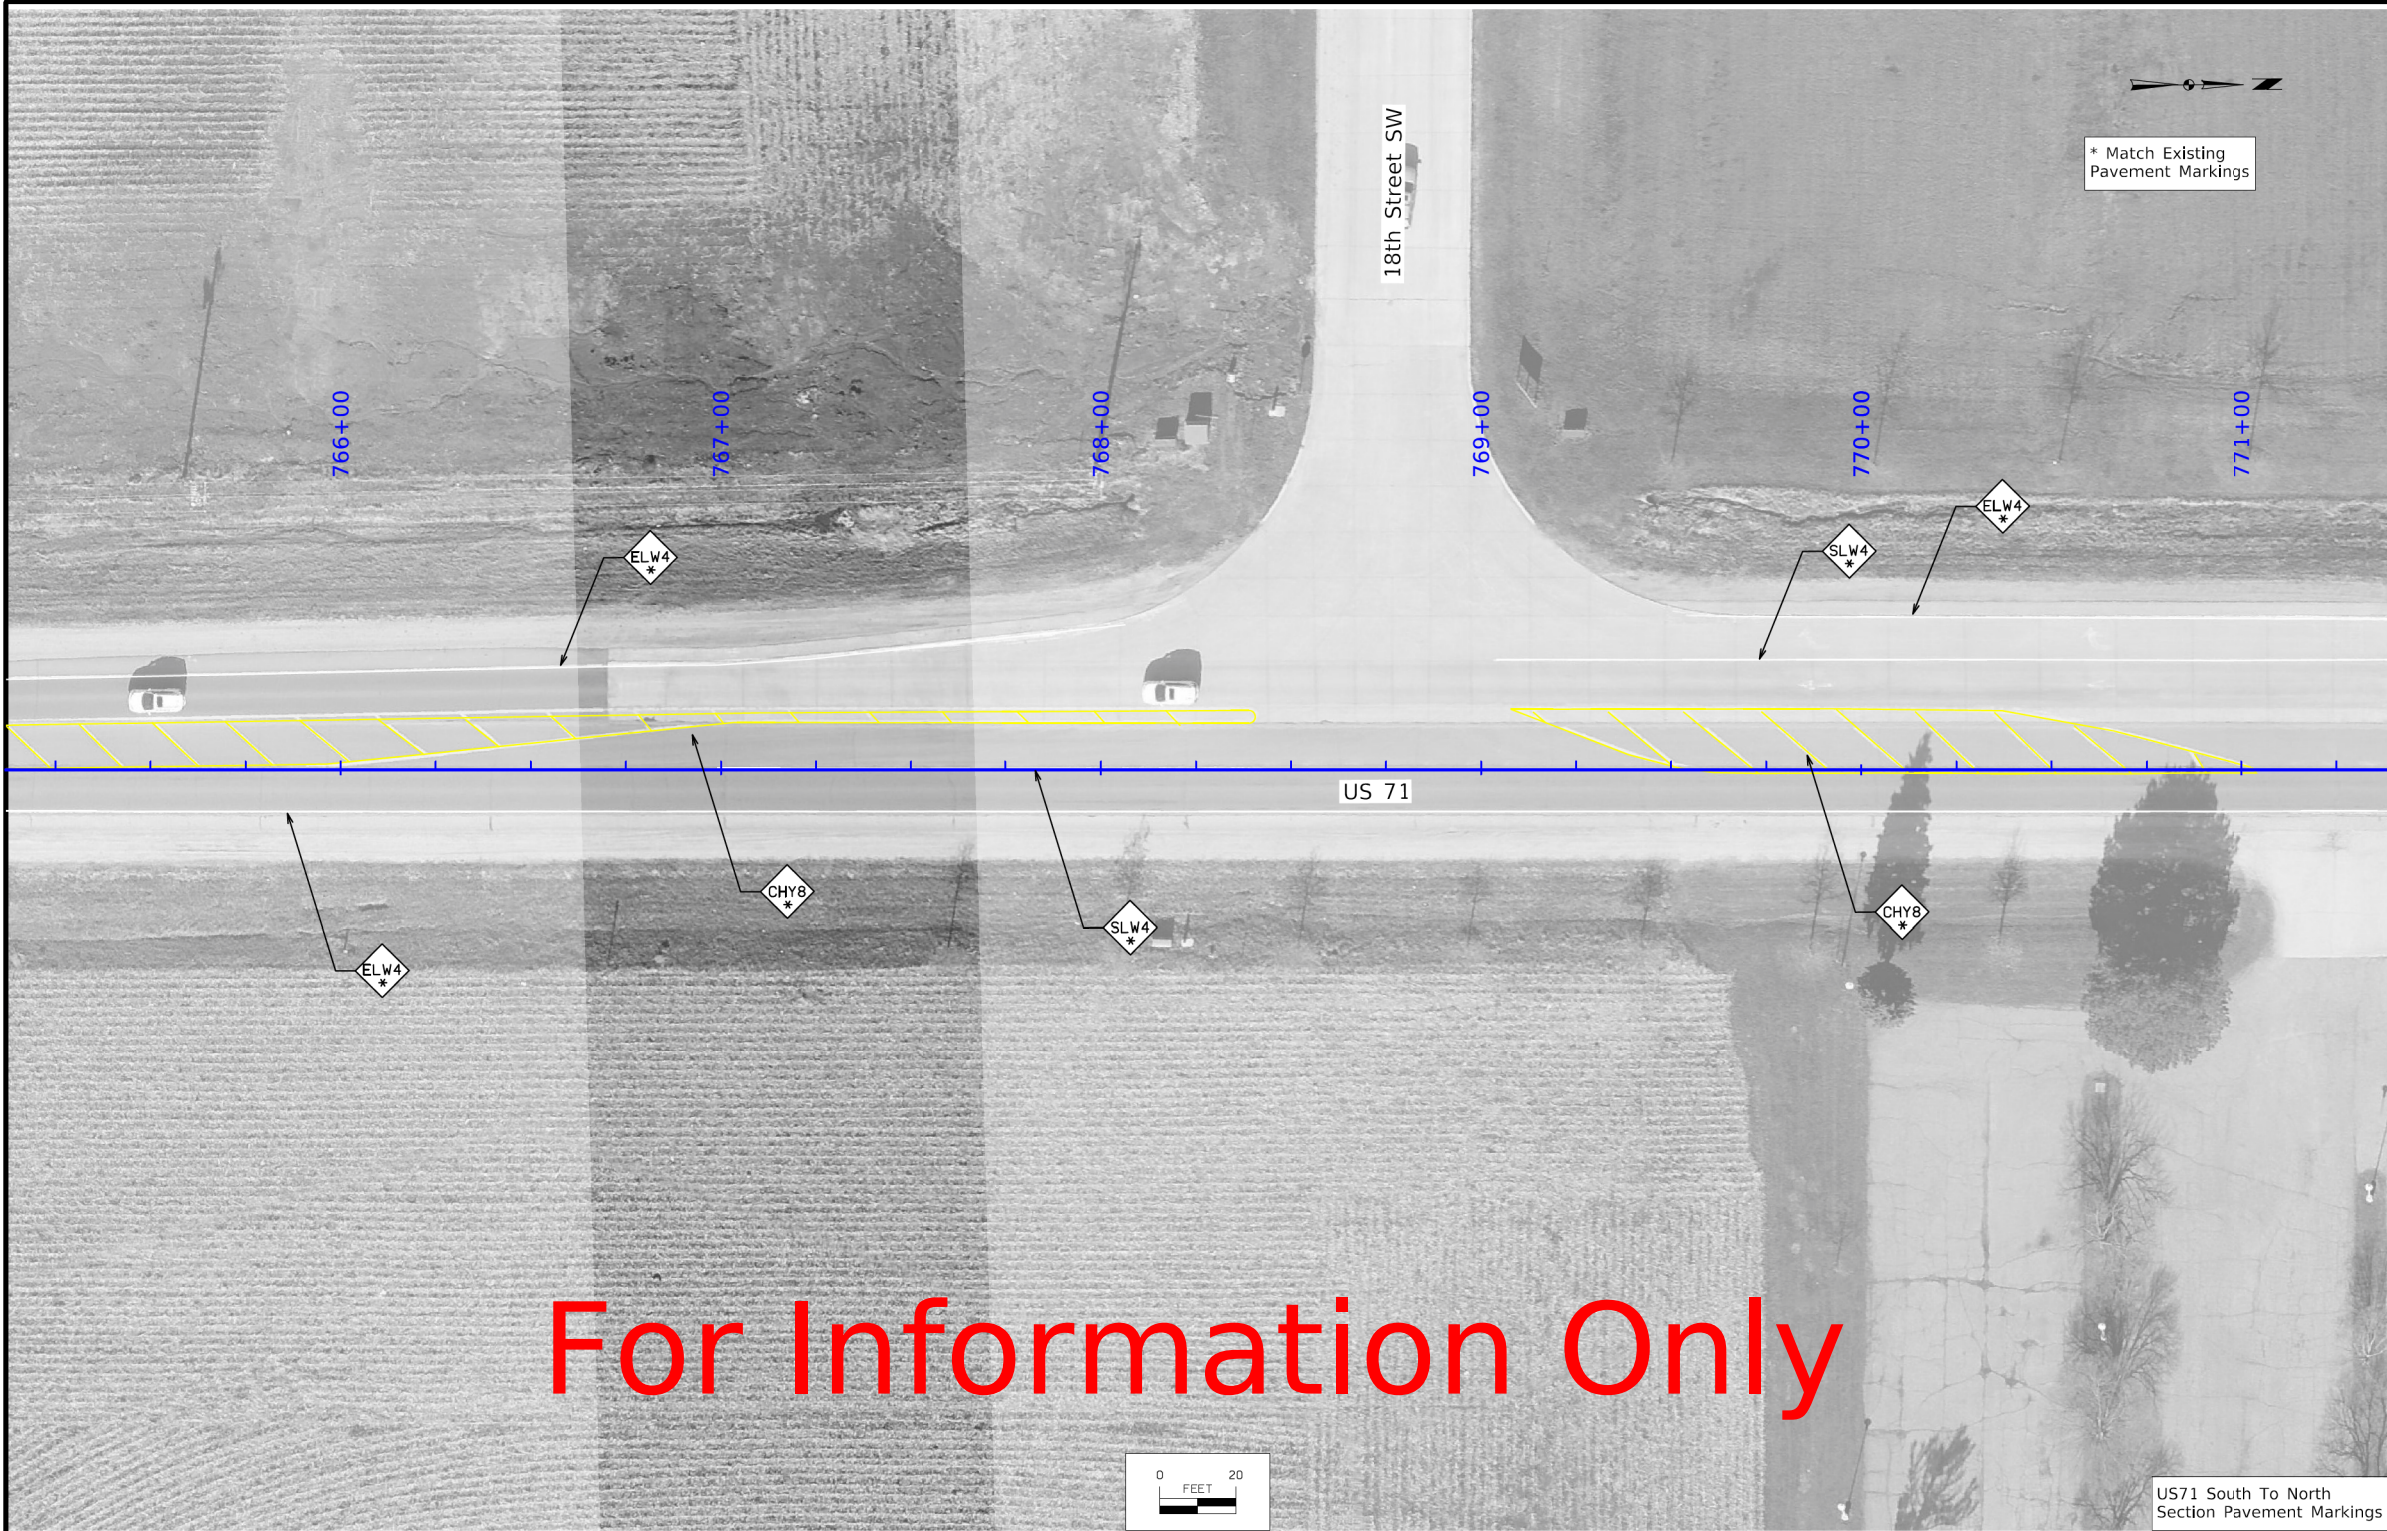 18th Street SW
* Match Existing
Pavement Markings
766+00
767+00
768+00
769+00
770+00
771+00
ELW4
*
SLW4
*
ELW4
*
US 71
CHY8
*
CHY8
*
SLW4
*
ELW4
*
For Information Only
0 20
FEET
US71 South To North
Section Pavement Markings